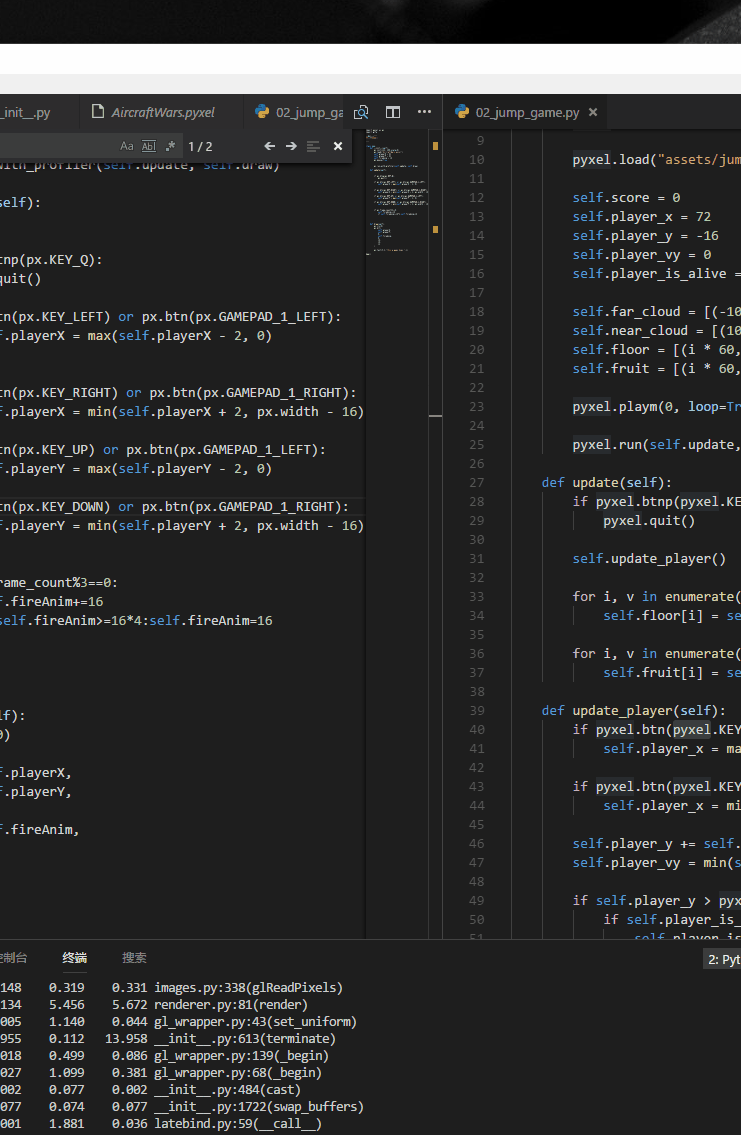 _init__.py
AircraftWars.pyxel
02_jump_ga
Aa Abl .* 1 / 2
with_profiler(self.update, self.draw)
self):
tnp(px.KEY_Q):
quit()
tn(px.KEY_LEFT) or px.btn(px.GAMEPAD_1_LEFT):
f.playerX = max(self.playerX - 2, 0)
tn(px.KEY_RIGHT) or px.btn(px.GAMEPAD_1_RIGHT):
f.playerX = min(self.playerX + 2, px.width - 16)
tn(px.KEY_UP) or px.btn(px.GAMEPAD_1_LEFT):
f.playerY = max(self.playerY - 2, 0)
tn(px.KEY_DOWN) or px.btn(px.GAMEPAD_1_RIGHT):
f.playerY = min(self.playerY + 2, px.width - 16)
rame_count%3==0:
f.fireAnim+=16
self.fireAnim>=16*4:self.fireAnim=16
lf):
0)
f.playerX,
f.playerY,
f.fireAnim,
02_jump_game.py
9
10 pyxel.load("assets/jum
11
12 self.score = 0
13 self.player_x = 72
14 self.player_y = -16
15 self.player_vy = 0
16 self.player_is_alive =
17
18 self.far_cloud = [(-10
19 self.near_cloud = [(10
20 self.floor = [(i * 60,
21 self.fruit = [(i * 60,
22
23 pyxel.playm(0, loop=Tr
24
25 pyxel.run(self.update,
26
27 def update(self):
28 if pyxel.btnp(pyxel.KE
29 pyxel.quit()
30
31 self.update_player()
32
33 for i, v in enumerate(
34 self.floor[i] = se
35
36 for i, v in enumerate(
37 self.fruit[i] = se
38
39 def update_player(self):
40 if pyxel.btn(pyxel.KEY
41 self.player_x = ma
42
43 if pyxel.btn(pyxel.KEY
44 self.player_x = mi
45
46 self.player_y += self.
47 self.player_vy = min(s
48
49 if self.player_y > pyx
50 if self.player_is_
51 self.player_is
控制台 终端 搜索
2: Pyt
148 0.319 0.331 images.py:338(glReadPixels)
134 5.456 5.672 renderer.py:81(render)
005 1.140 0.044 gl_wrapper.py:43(set_uniform)
955 0.112 13.958 __init__.py:613(terminate)
018 0.499 0.086 gl_wrapper.py:139(_begin)
027 1.099 0.381 gl_wrapper.py:68(_begin)
002 0.077 0.002 __init__.py:484(cast)
077 0.074 0.077 __init__.py:1722(swap_buffers)
001 1.881 0.036 latebind.py:59(__call__)